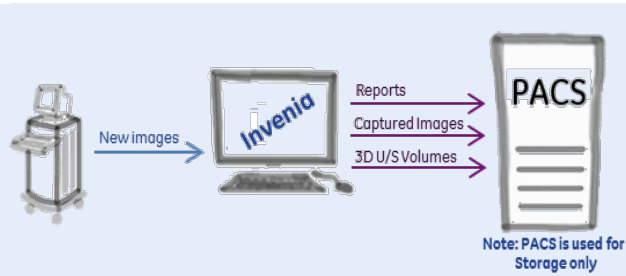 New images
Invenia
Reports
Captured Images
3D U/S Volumes
PACS
Note: PACS is used for
Storage only